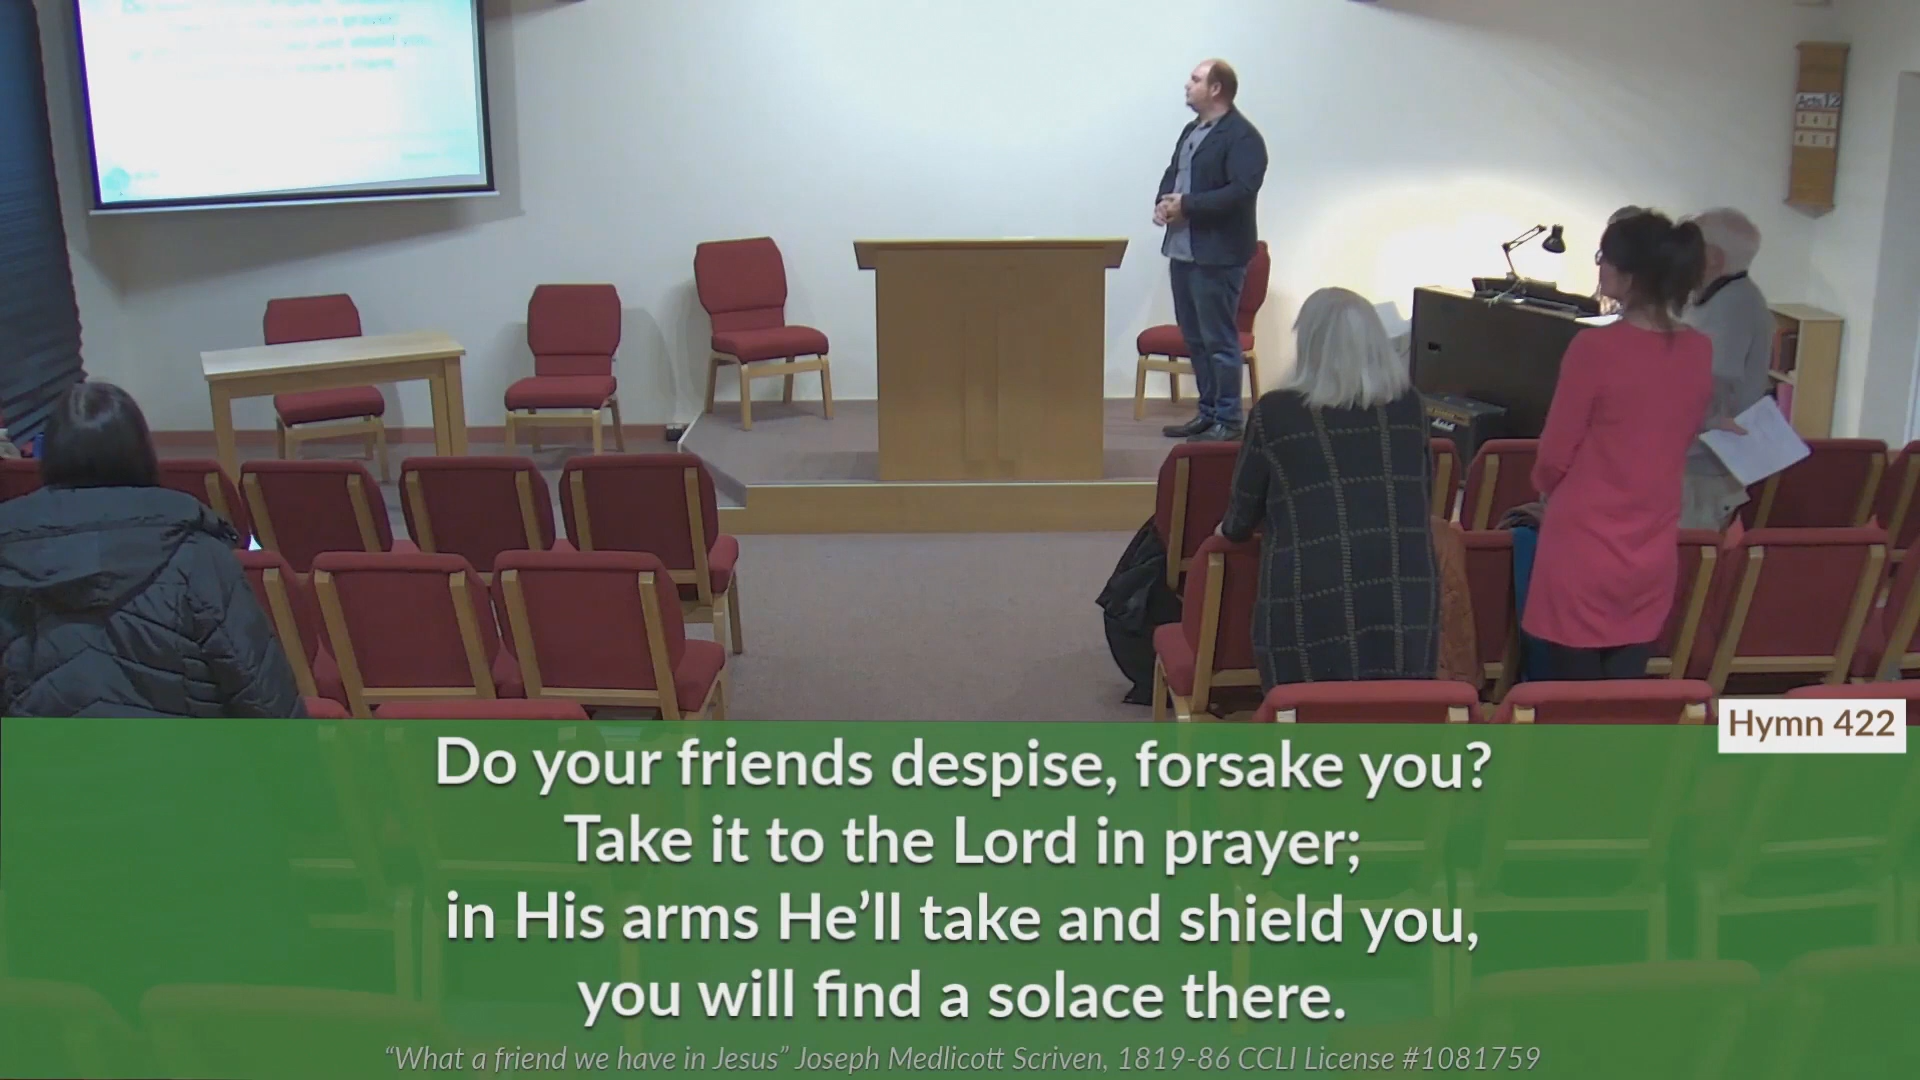 Acts 12
Hymn 422
Do your friends despise, forsake you?
Take it to the Lord in prayer;
in His arms He’ll take and shield you,
you will find a solace there.
“What a friend we have in Jesus” Joseph Medlicott Scriven, 1819-86 CCLI License #1081759